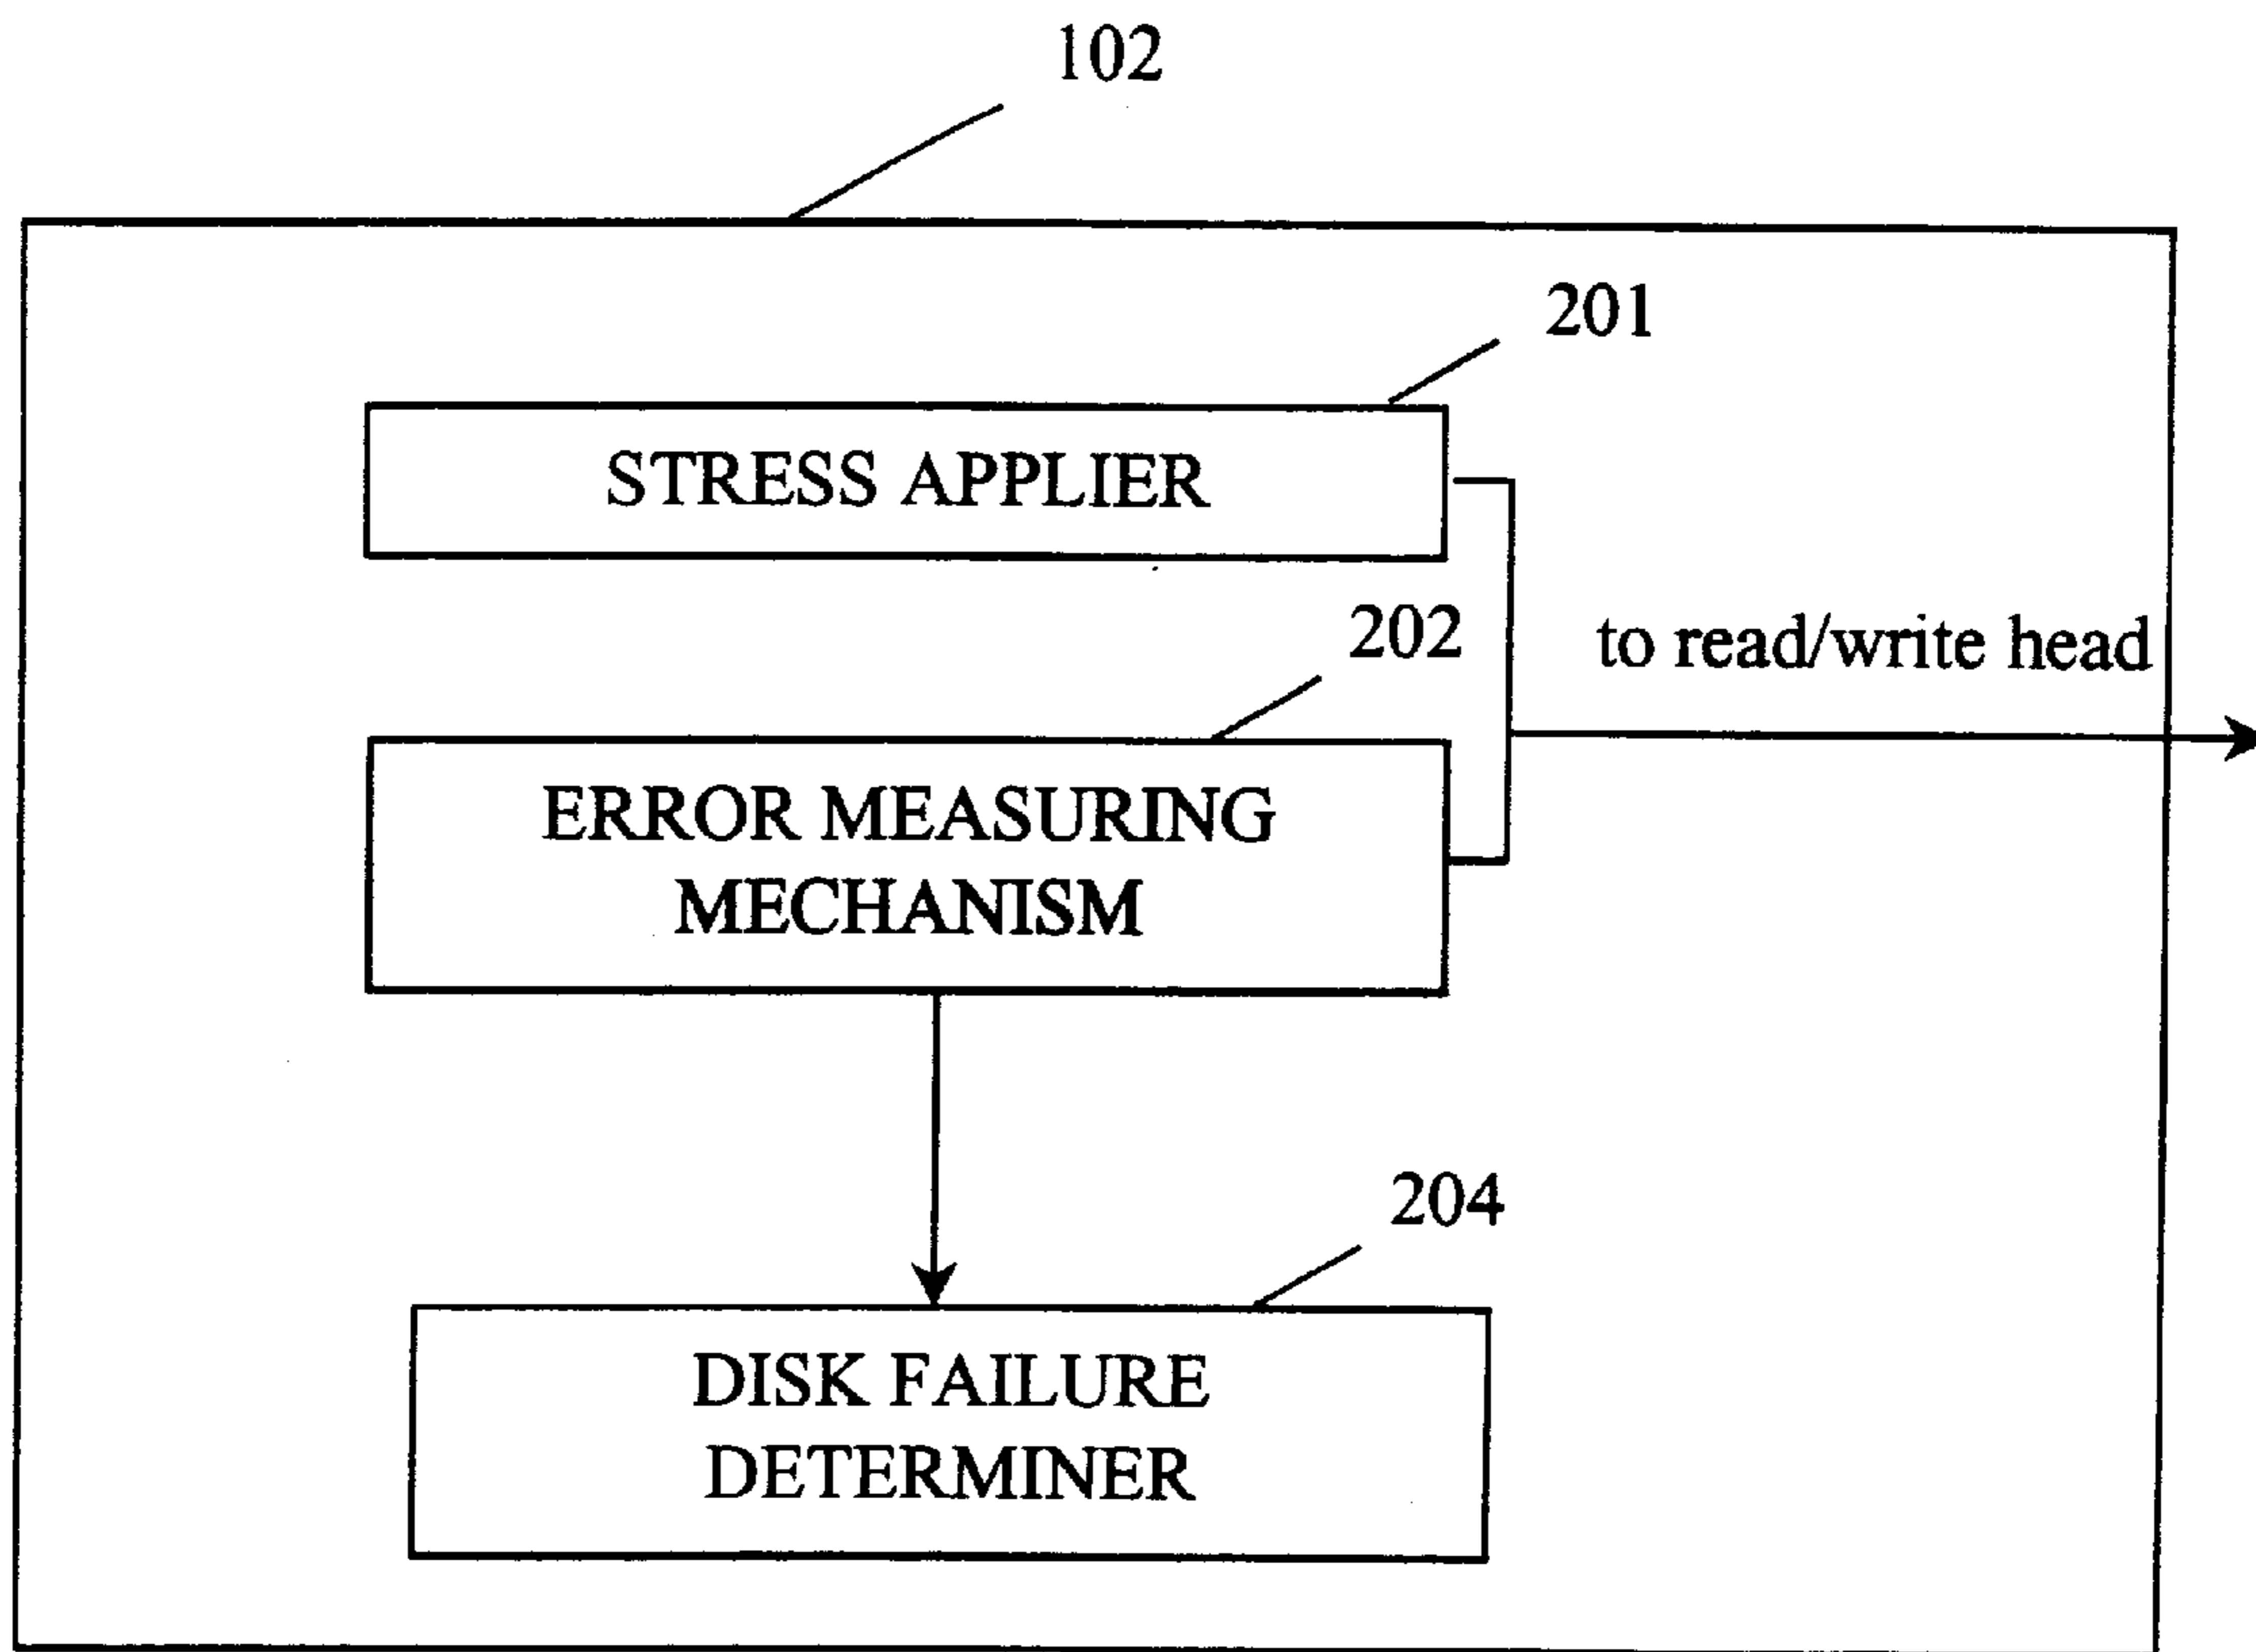 102
201
STRESS APPLIER
202
to read/write head
ERROR MEASURING
MECHANISM
204
DISK FAILURE
DETERMINER